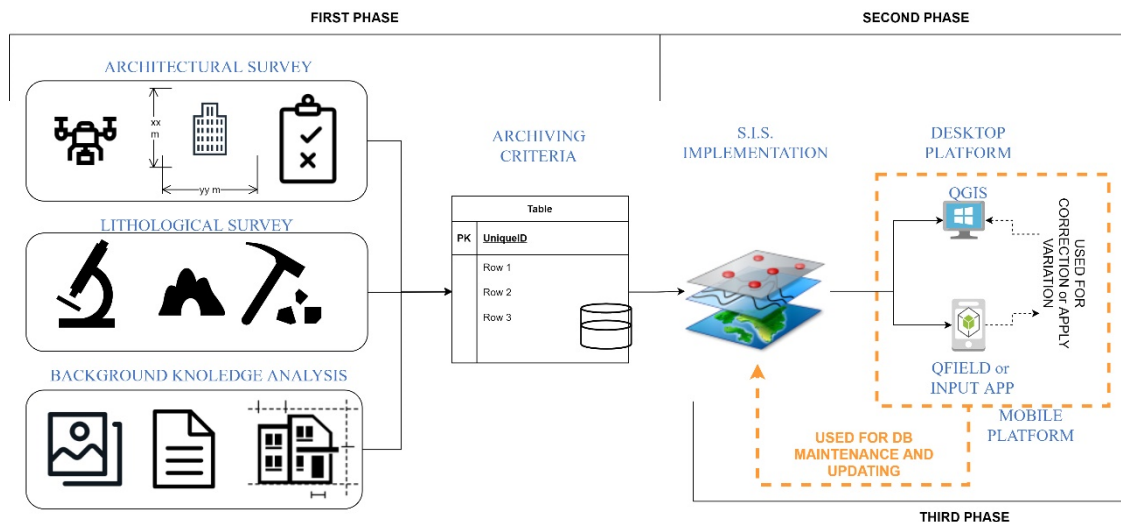 FIRST PHASE
SECOND PHASE
ARCHITECTURAL SURVEY
xx
m
yy m
LITHOLOGICAL SURVEY
BACKGROUND KNOLEDGE ANALYSIS
ARCHIVING
CRITERIA
Table
PK
UniqueID
Row 1
Row 2
Row 3
S.I.S.
IMPLEMENTATION
DESKTOP
PLATFORM
QGIS
USED FOR
CORRECTION or APPLY
VARIATION
QFIELD or
INPUT APP
MOBILE
PLATFORM
USED FOR DB
MAINTENANCE AND
UPDATING
THIRD PHASE